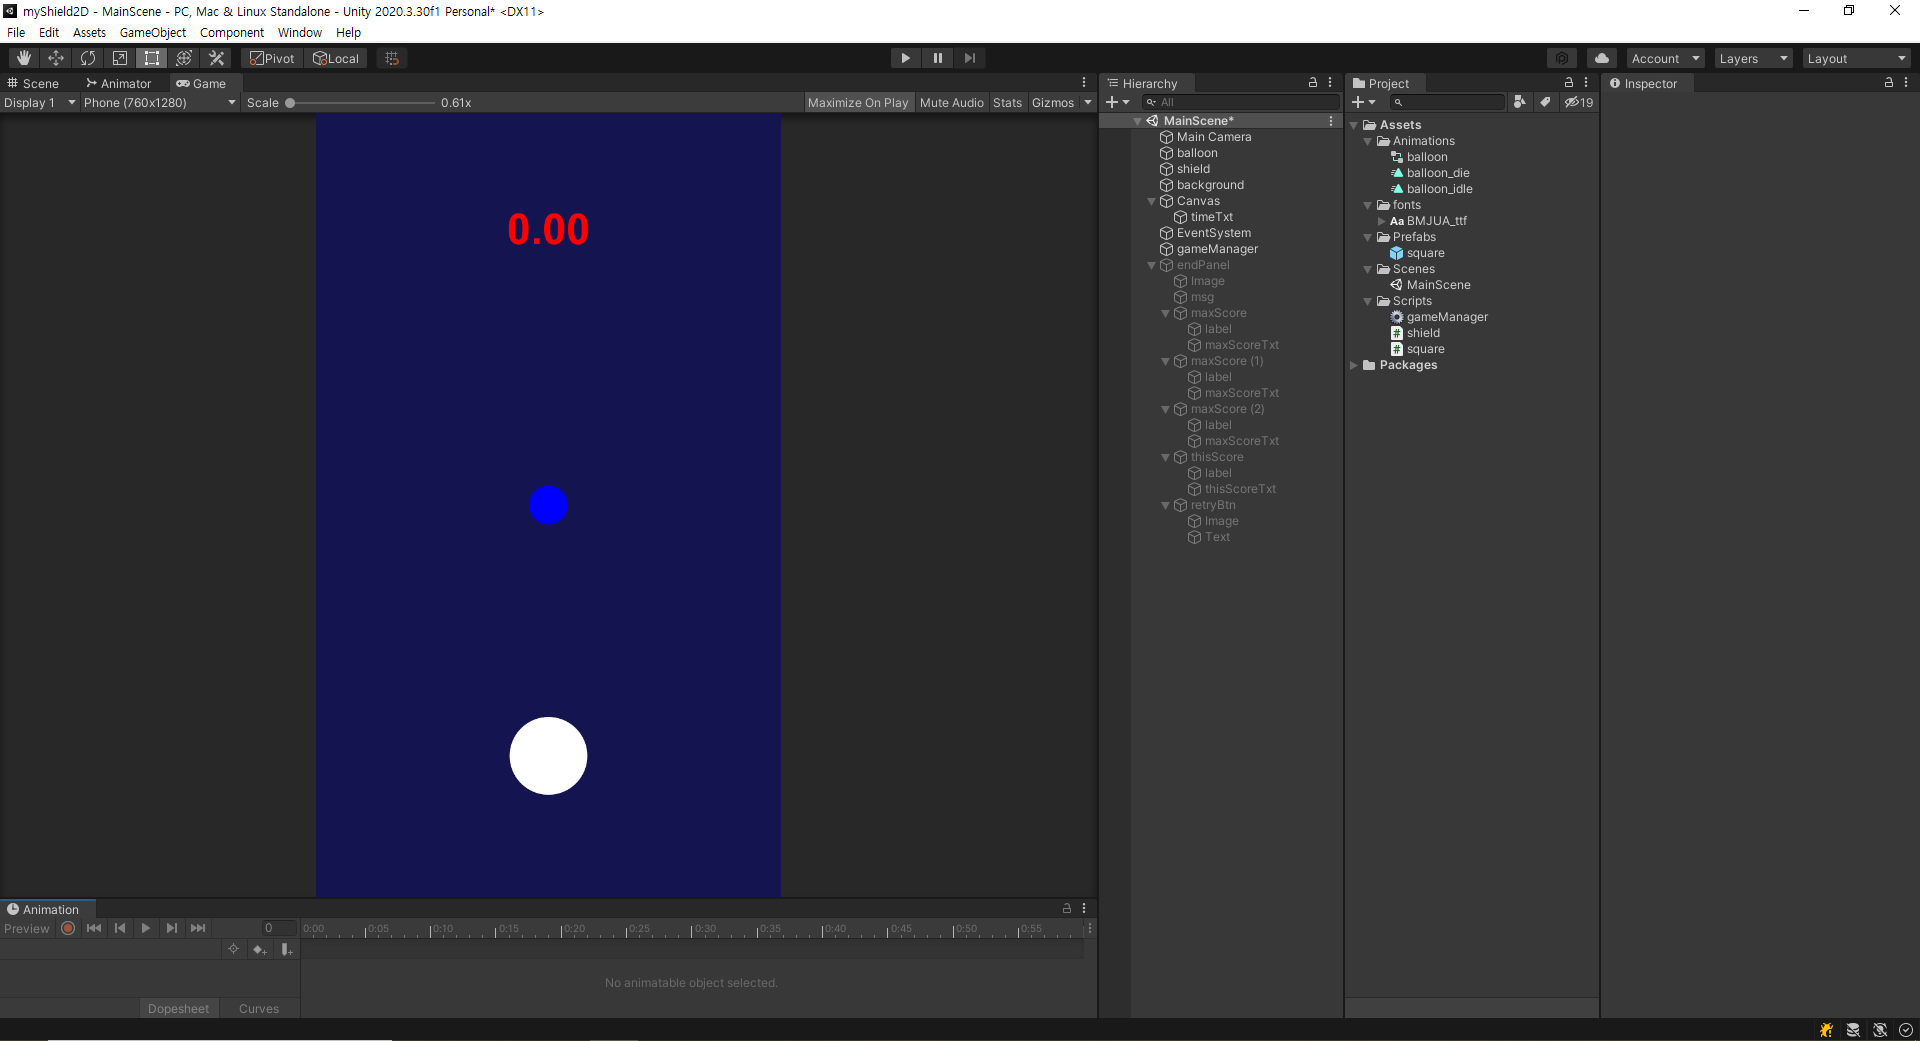 myShield2D - MainScene - PC, Mac & Linux Standalone - Unity 2020.3.30f1 Personal* <DX11>
File Edit Assets GameObject Component Window Help
Pivot Local Account Layers Layout
Scene Animator Game
Display 1 Phone (760x1280) Scale 0.61x Maximize On Play Mute Audio Stats Gizmos
0.00
Hierarchy
All
MainScene*
Main Camera
balloon
shield
background
Canvas
timeTxt
EventSystem
gameManager
endPanel
Image
msg
maxScore
label
maxScoreTxt
maxScore (1)
label
maxScoreTxt
maxScore (2)
label
maxScoreTxt
thisScore
label
thisScoreTxt
retryBtn
Image
Text
Project
19
Assets
Animations
balloon
balloon_die
balloon_idle
fonts
Aa BMJUA_ttf
Prefabs
square
Scenes
MainScene
Scripts
gameManager
# shield
# square
Packages
Inspector
Animation
Preview 0 0:00 0:05 0:10 0:15 0:20 0:25 0:30 0:35 0:40 0:45 0:50 0:55
No animatable object selected.
Dopesheet Curves